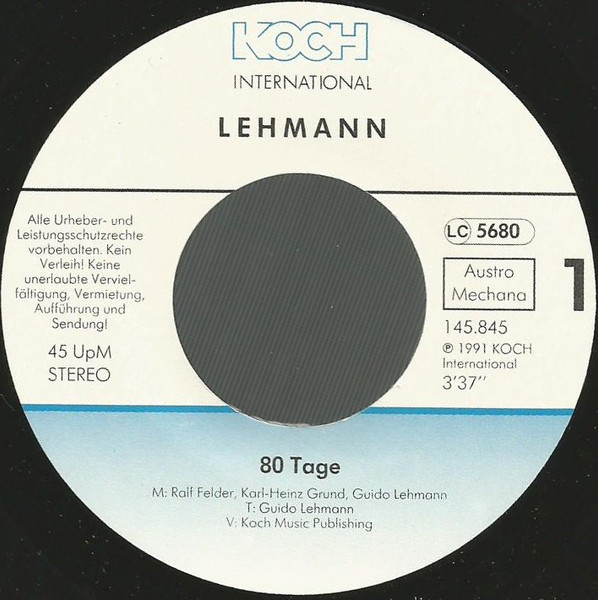 KOCH
INTERNATIONAL
LEHMANN
Alle Urheber- und
Leistungsschutzrechte
vorbehalten. Kein
Verleih! Keine
unerlaubte Verviel-
fältigung, Vermietung,
Aufführung und
Sendung!
45 UpM
STEREO
LC 5680
Austro
Mechana
1
145.845
℗ 1991 KOCH
International
3'37''
80 Tage
M: Ralf Felder, Karl-Heinz Grund, Guido Lehmann
T: Guido Lehmann
V: Koch Music Publishing